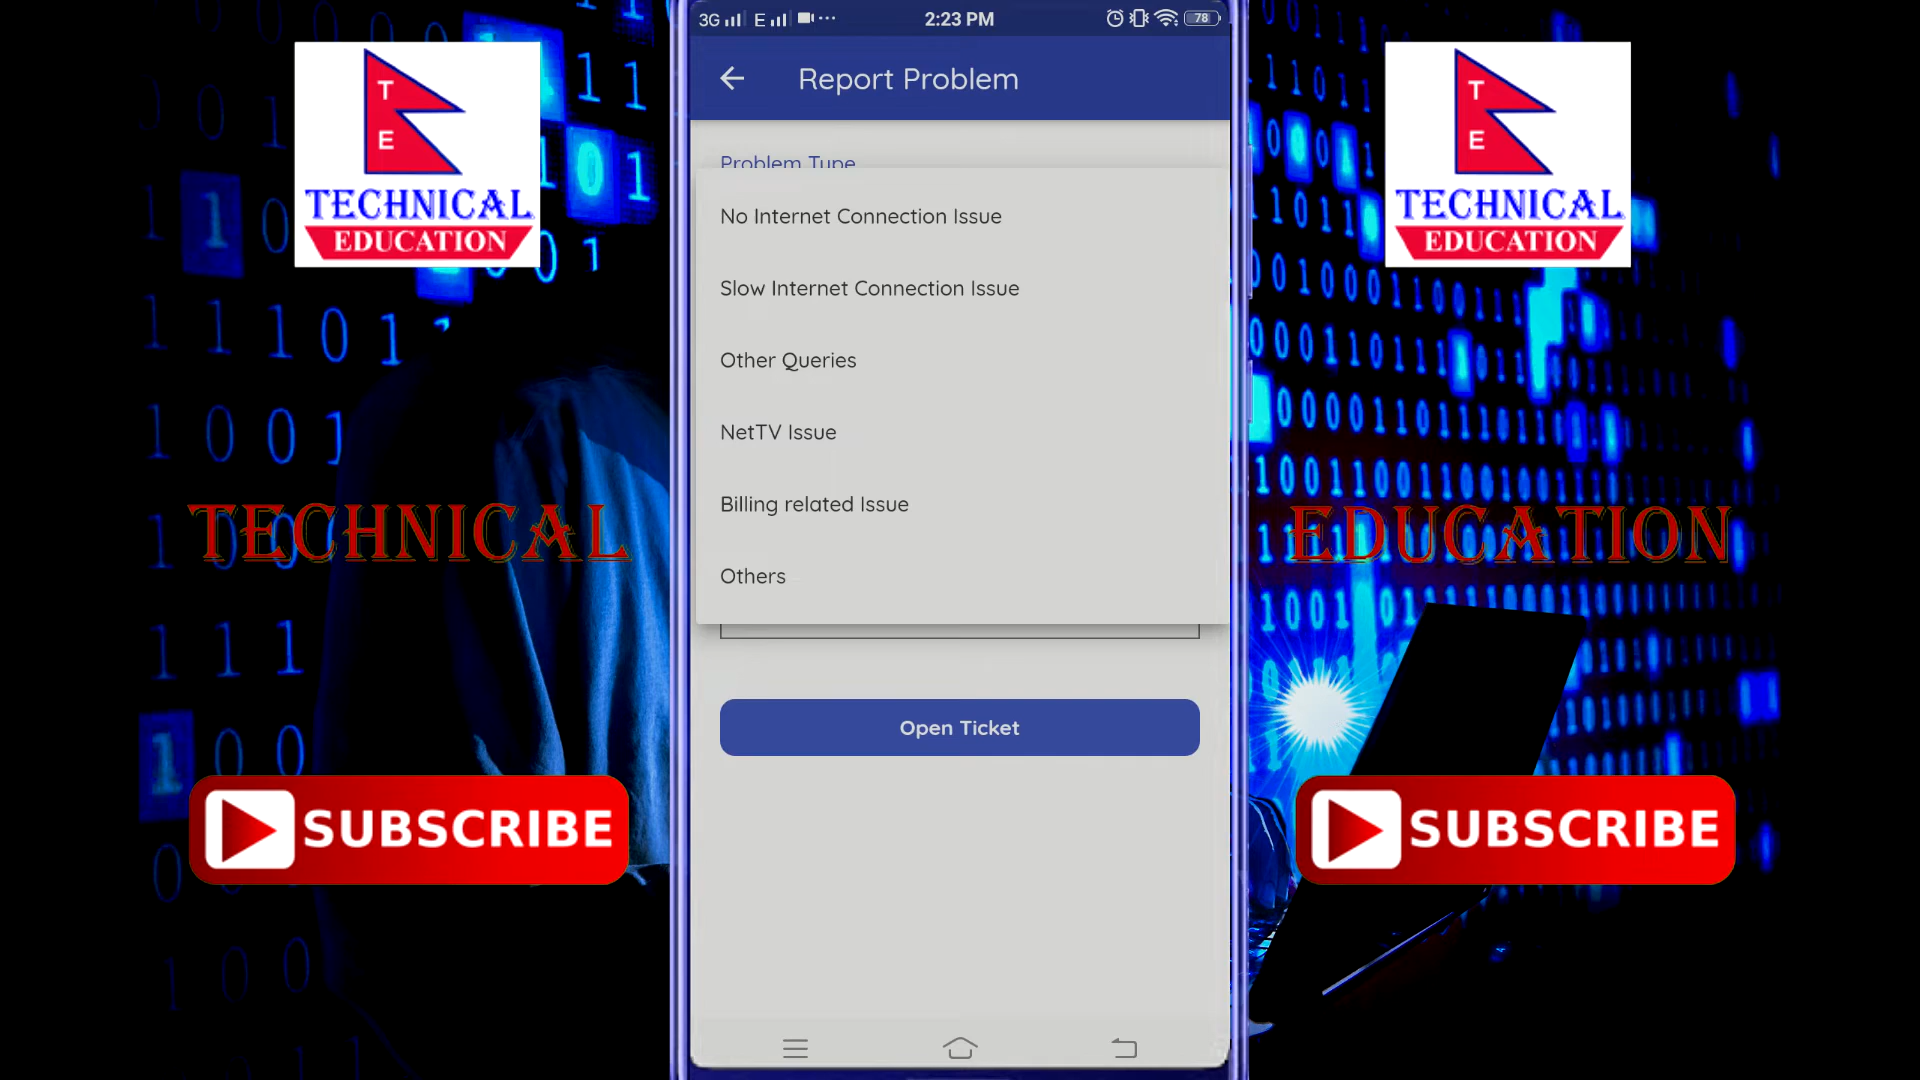 3G E 2:23 PM 78
Report Problem
Problem Type
No Internet Connection Issue
Slow Internet Connection Issue
Other Queries
NetTV Issue
Billing related Issue
Others
Open Ticket
T
E
TECHNICAL
EDUCATION
TECHNICAL
SUBSCRIBE
T
E
TECHNICAL
EDUCATION
EDUCATION
SUBSCRIBE